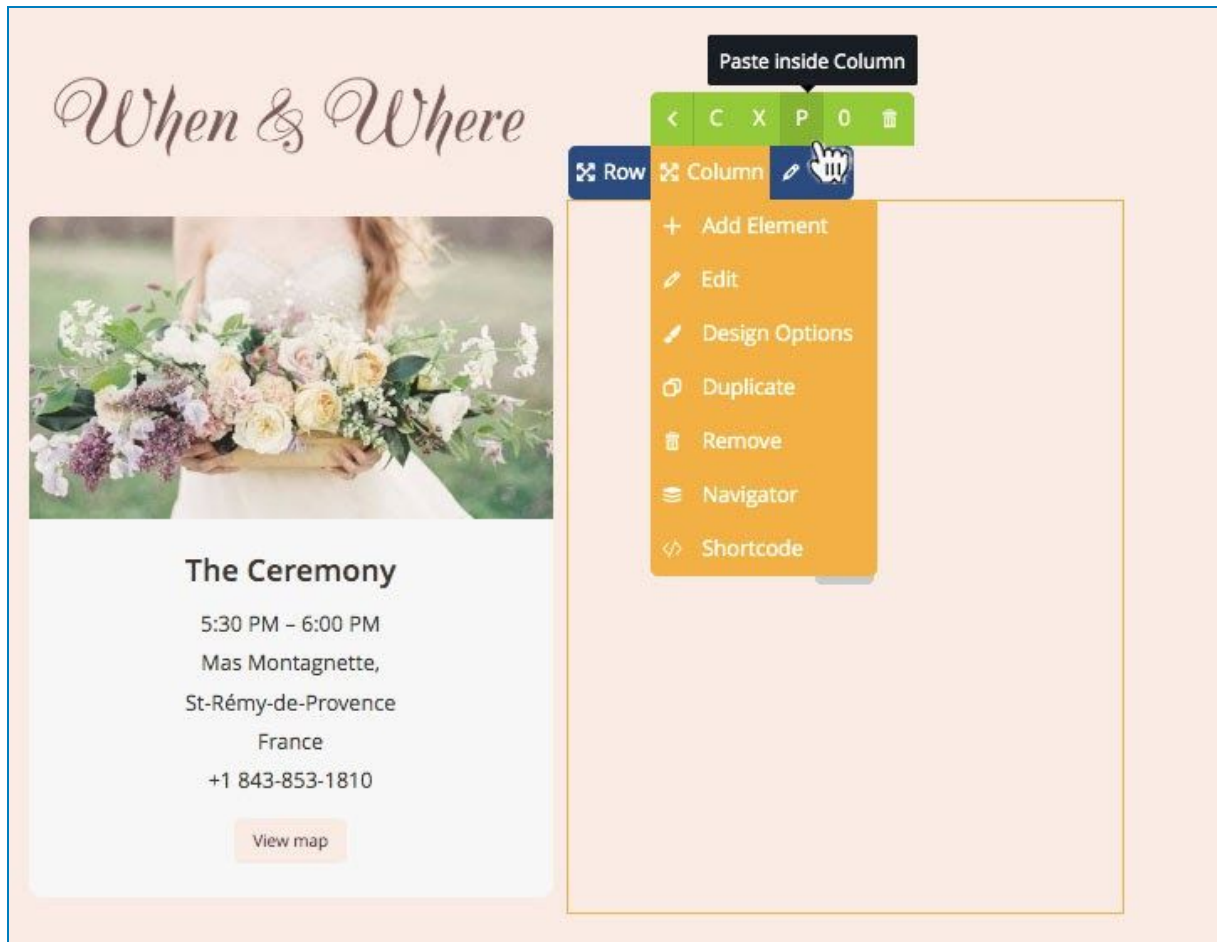 Paste inside Column
When & Where
< C X P 0
Row Column
Add Element
Edit
Design Options
Duplicate
Remove
Navigator
</> Shortcode
The Ceremony
5:30 PM – 6:00 PM
Mas Montagnette,
St-Rémy-de-Provence
France
+1 843-853-1810
View map